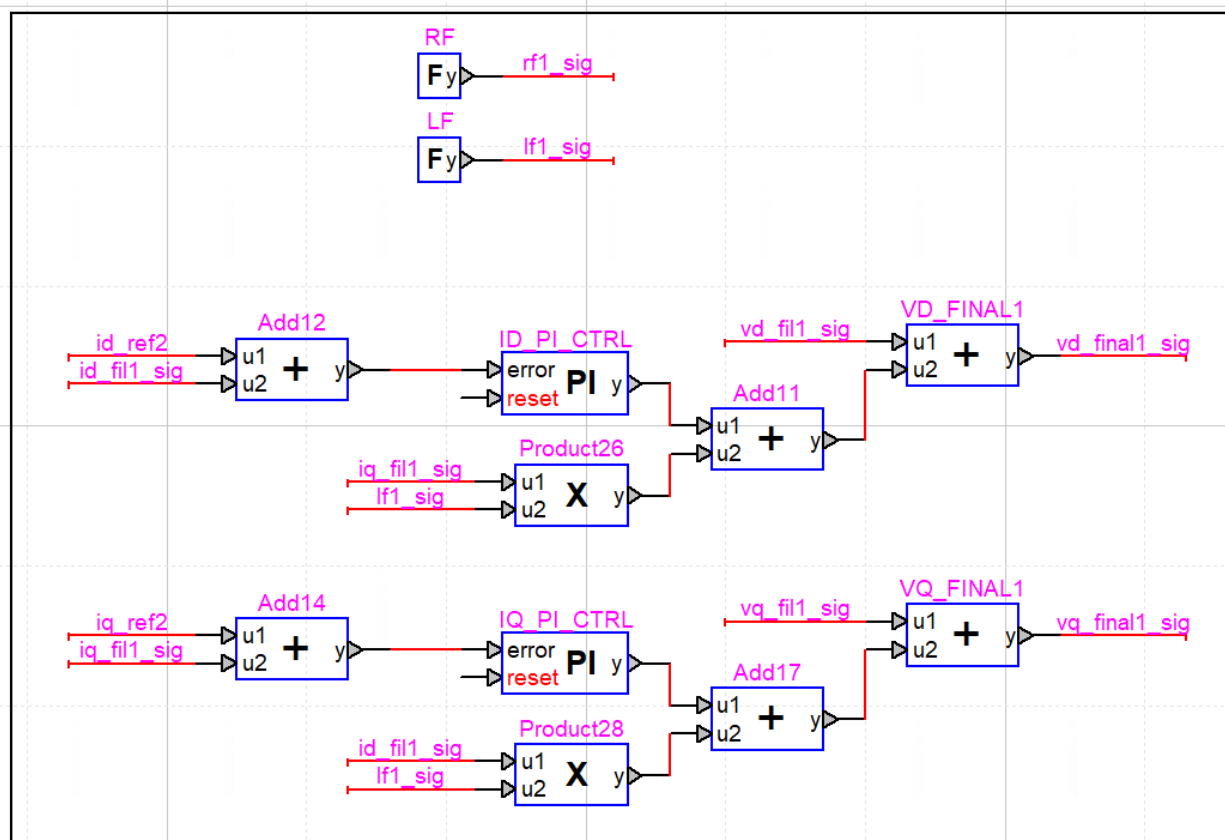 RF
F y rf1_sig
LF
F y lf1_sig
VD_FINAL1
Add12 vd_fil1_sig u1 + y vd_final1_sig
id_ref2 u1 + y ID_PI_CTRL u2
id_fil1_sig u2 error PI y
reset Add11
u1 + y
Product26 u2
iq_fil1_sig u1 X y
lf1_sig u2
VQ_FINAL1
Add14 vq_fil1_sig u1 + y vq_final1_sig
iq_ref2 u1 + y IQ_PI_CTRL u2
iq_fil1_sig u2 error PI y
reset Add17
u1 + y
Product28 u2
id_fil1_sig u1 X y
lf1_sig u2